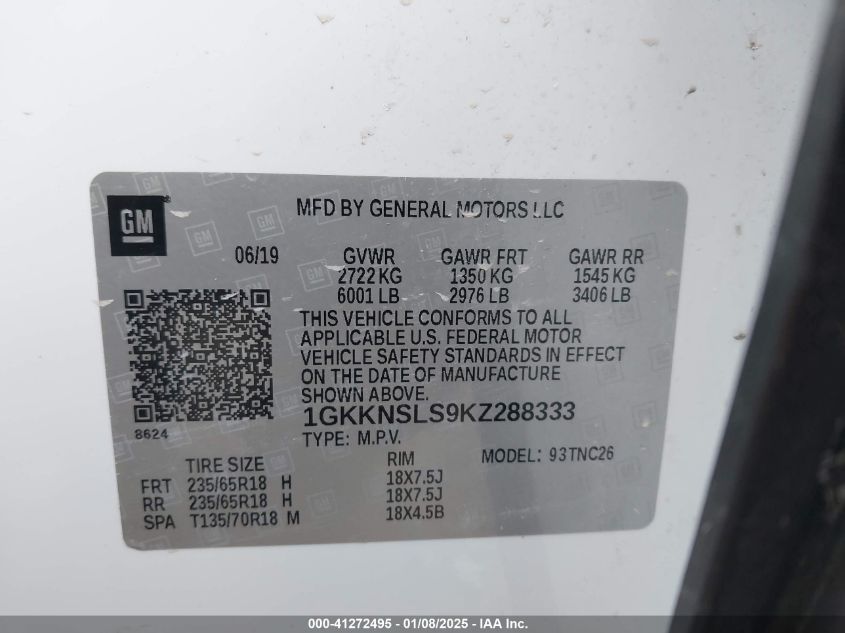 GM
MFD BY GENERAL MOTORS LLC
06/19 GVWR GAWR FRT GAWR RR
2722 KG 1350 KG 1545 KG
6001 LB 2976 LB 3406 LB
THIS VEHICLE CONFORMS TO ALL
APPLICABLE U.S. FEDERAL MOTOR
VEHICLE SAFETY STANDARDS IN EFFECT
ON THE DATE OF MANUFACTURE
SHOWN ABOVE.
1GKKNSLS9KZ288333
8624
TYPE: M.P.V. MODEL: 93TNC26
TIRE SIZE RIM
FRT 235/65R18 H 18X7.5J
RR 235/65R18 H 18X7.5J
SPA T135/70R18 M 18X4.5B
000-41272495 - 01/08/2025 - IAA Inc.